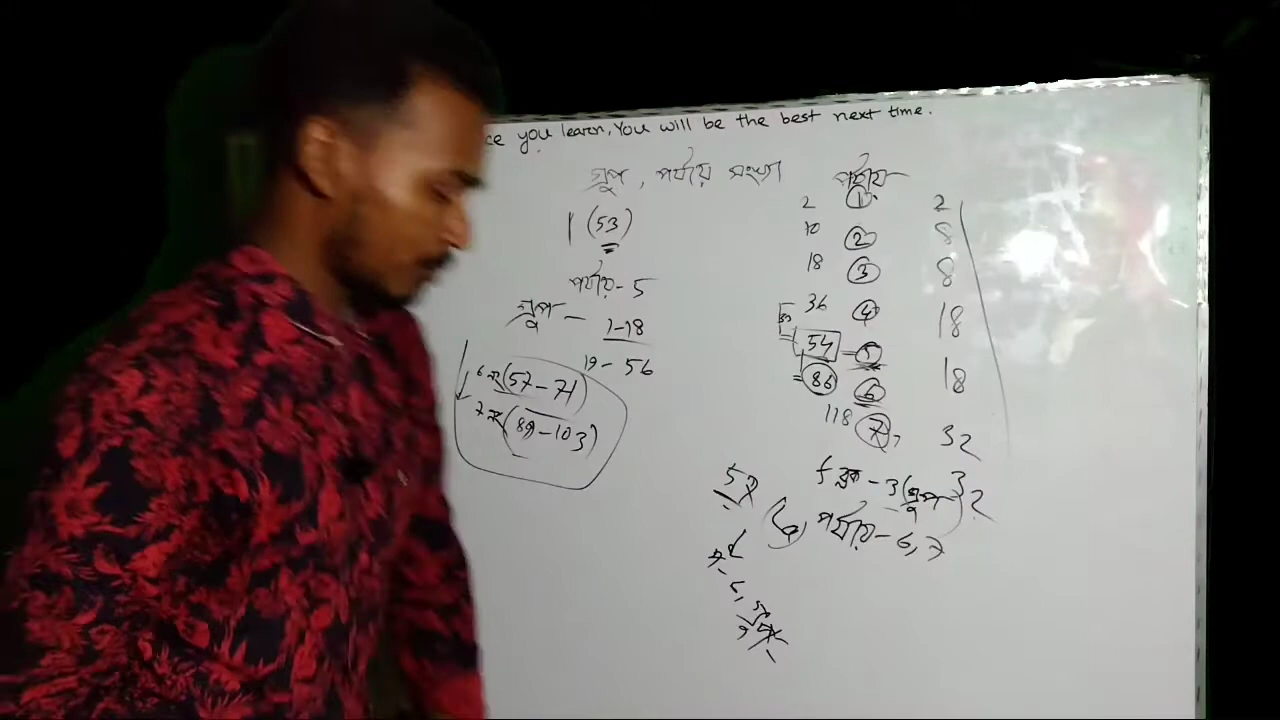 ce you learn, You will be the best next time.
গ্রুপ, পর্যায় সংখ্যা
1 (53)
পর্যায়- 5
গ্রুপ- 1-18
19 - 56
6 নং (57 - 71)
7 নং (89 - 103)
পর্যায়
2 1 2
10 2 8
18 3 8
36 4 18
= 54 - 5 18
= 86 6 18
118 7, 32
f ব্লক - 3 (গ্রুপ) 32
পর্যায় - 6, 7